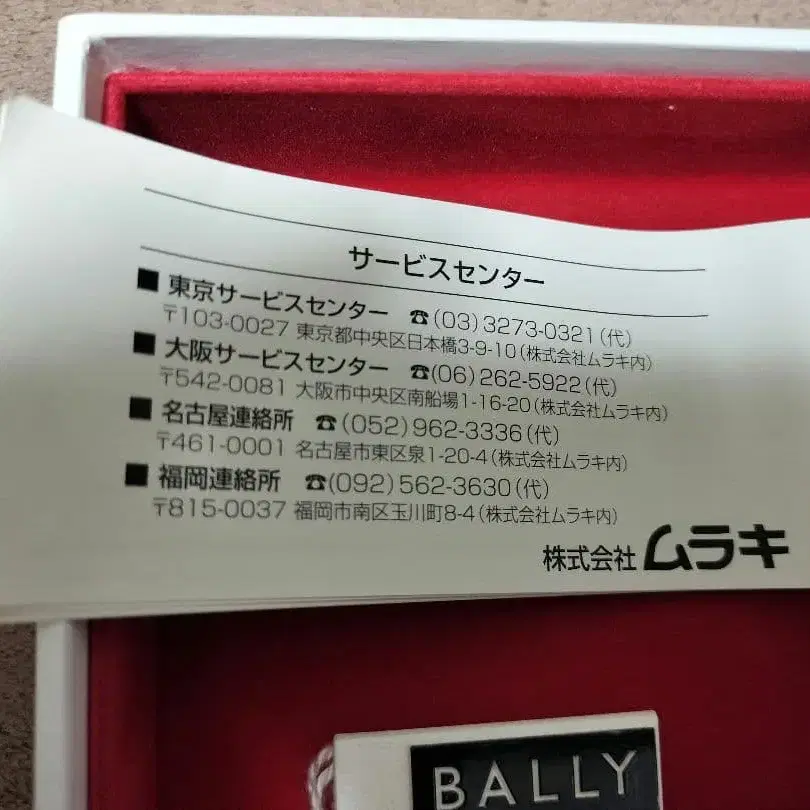 サービスセンター
■ 東京サービスセンター ☎(03)3273-0321(代)
〒103-0027 東京都中央区日本橋3-9-10(株式会社ムラキ内)
■ 大阪サービスセンター ☎(06)262-5922(代)
〒542-0081 大阪市中央区南船場1-16-20(株式会社ムラキ内)
■ 名古屋連絡所 ☎(052)962-3336(代)
〒461-0001 名古屋市東区泉1-20-4(株式会社ムラキ内)
■ 福岡連絡所 ☎(092)562-3630(代)
〒815-0037 福岡市南区玉川町8-4(株式会社ムラキ内)
株式会社 ムラキ
BALLY